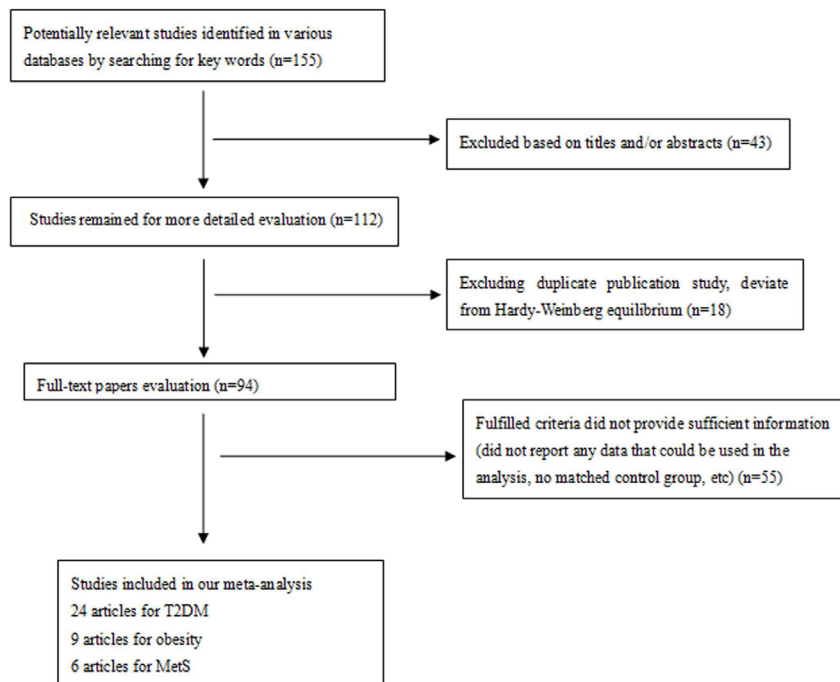 Potentially relevant studies identified in various
databases by searching for key words (n=155)
Excluded based on titles and/or abstracts (n=43)
Studies remained for more detailed evaluation (n=112)
Excluding duplicate publication study, deviate
from Hardy-Weinberg equilibrium (n=18)
Full-text papers evaluation (n=94)
Fulfilled criteria did not provide sufficient information
(did not report any data that could be used in the
analysis, no matched control group, etc) (n=55)
Studies included in our meta-analysis
24 articles for T2DM
9 articles for obesity
6 articles for MetS